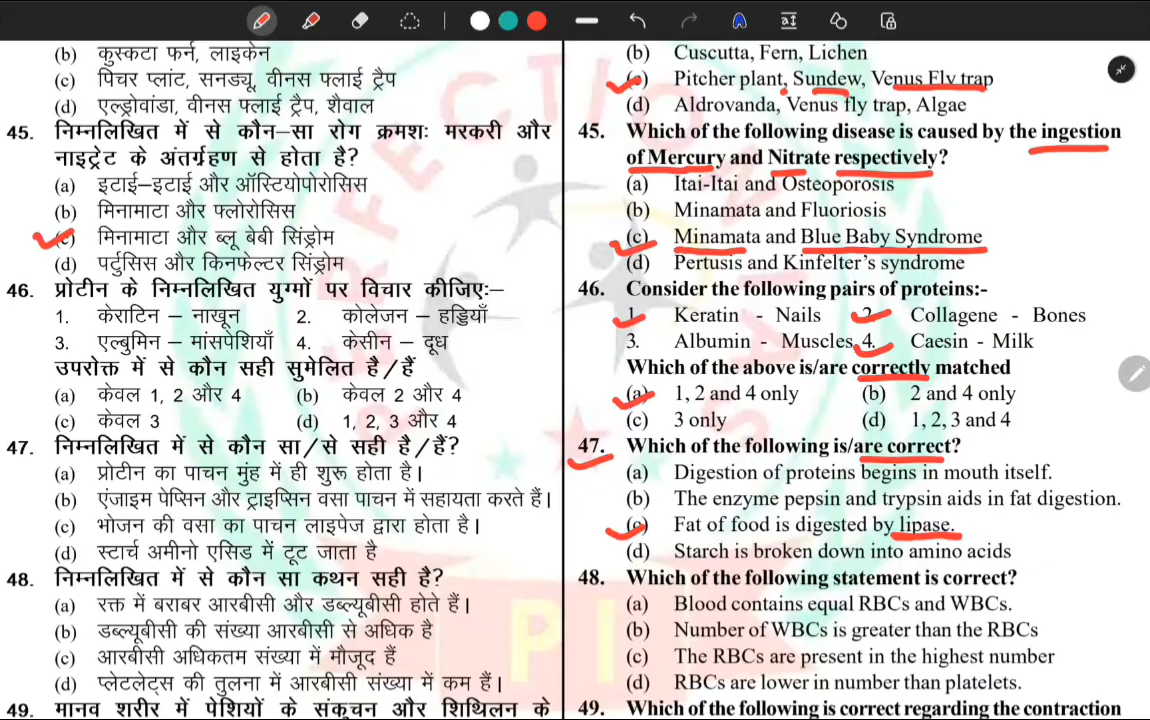 (b) कुस्कटा फर्न, लाइकेन
(c) पिचर प्लांट, सनड्यू, वीनस फ्लाई ट्रैप
(d) एल्ड्रोवांडा, वीनस फ्लाई ट्रैप, शैवाल
45. निम्नलिखित में से कौन–सा रोग क्रमशः मरकरी और
नाइट्रेट के अंतर्ग्रहण से होता है?
(a) इटाई–इटाई और ऑस्टियोपोरोसिस
(b) मिनामाटा और फ्लोरोसिस
(c) मिनामाटा और ब्लू बेबी सिंड्रोम
(d) पर्टुसिस और किनफेल्टर सिंड्रोम
46. प्रोटीन के निम्नलिखित युग्मों पर विचार कीजिए:–
1. केराटिन – नाखून 2. कोलेजन – हड्डियाँ
3. एल्बुमिन – मांसपेशियाँ 4. केसीन – दूध
उपरोक्त में से कौन सही सुमेलित है/हैं
(a) केवल 1, 2 और 4 (b) केवल 2 और 4
(c) केवल 3 (d) 1, 2, 3 और 4
47. निम्नलिखित में से कौन सा/से सही है/हैं?
(a) प्रोटीन का पाचन मुंह में ही शुरू होता है।
(b) एंजाइम पेप्सिन और ट्राइप्सिन वसा पाचन में सहायता करते हैं।
(c) भोजन की वसा का पाचन लाइपेज द्वारा होता है।
(d) स्टार्च अमीनो एसिड में टूट जाता है
48. निम्नलिखित में से कौन सा कथन सही है?
(a) रक्त में बराबर आरबीसी और डब्ल्यूबीसी होते हैं।
(b) डब्ल्यूबीसी की संख्या आरबीसी से अधिक है
(c) आरबीसी अधिकतम संख्या में मौजूद हैं
(d) प्लेटलेट्स की तुलना में आरबीसी संख्या में कम हैं।
49. मानव शरीर में पेशियों के संकुचन और शिथिलन के
(b) Cuscutta, Fern, Lichen
(c) Pitcher plant, Sundew, Venus Fly trap
(d) Aldrovanda, Venus fly trap, Algae
45. Which of the following disease is caused by the ingestion
of Mercury and Nitrate respectively?
(a) Itai-Itai and Osteoporosis
(b) Minamata and Fluoriosis
(c) Minamata and Blue Baby Syndrome
(d) Pertusis and Kinfelter's syndrome
46. Consider the following pairs of proteins:-
1. Keratin - Nails 2. Collagene - Bones
3. Albumin - Muscles 4. Caesin - Milk
Which of the above is/are correctly matched
(a) 1, 2 and 4 only (b) 2 and 4 only
(c) 3 only (d) 1, 2, 3 and 4
47. Which of the following is/are correct?
(a) Digestion of proteins begins in mouth itself.
(b) The enzyme pepsin and trypsin aids in fat digestion.
(c) Fat of food is digested by lipase.
(d) Starch is broken down into amino acids
48. Which of the following statement is correct?
(a) Blood contains equal RBCs and WBCs.
(b) Number of WBCs is greater than the RBCs
(c) The RBCs are present in the highest number
(d) RBCs are lower in number than platelets.
49. Which of the following is correct regarding the contraction